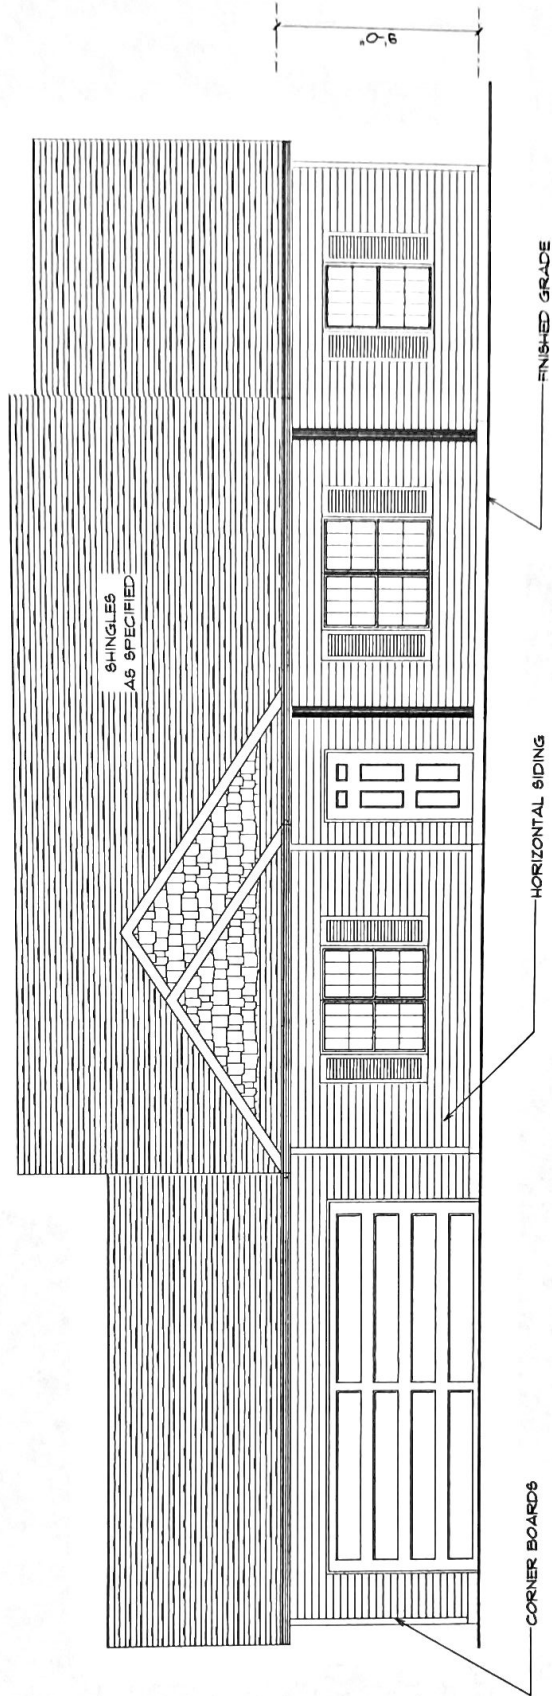 SHINGLES
AS SPECIFIED
9'-0"
CORNER BOARDS
HORIZONTAL SIDING
FINISHED GRADE